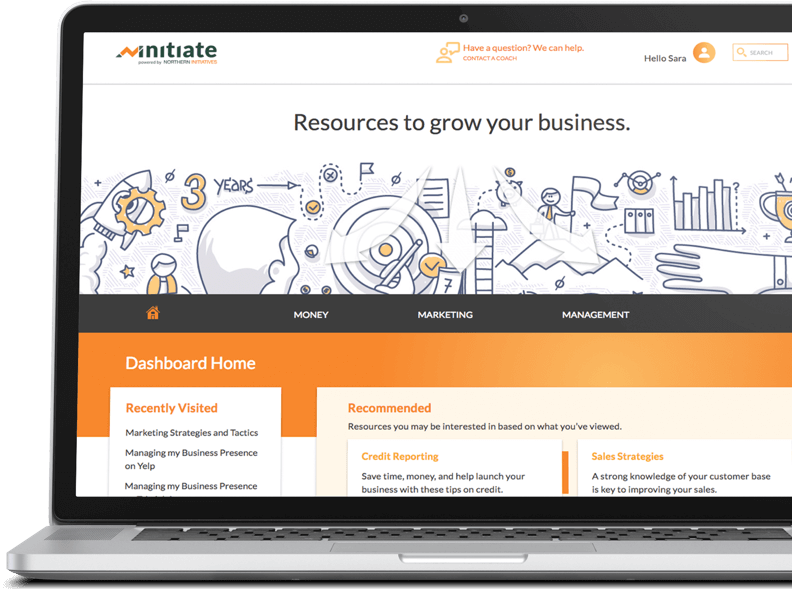 initiate
powered by NORTHERN INITIATIVES
Have a question? We can help.
CONTACT A COACH
Hello Sara
SEARCH
Resources to grow your business.
3 YEARS
?
7
MONEY
MARKETING
MANAGEMENT
Dashboard Home
Recently Visited
Marketing Strategies and Tactics
Managing my Business Presence
on Yelp
Managing my Business Presence
Recommended
Resources you may be interested in based on what you've viewed.
Credit Reporting
Save time, money, and help launch your
business with these tips on credit.
Sales Strategies
A strong knowledge of your customer base
is key to improving your sales.